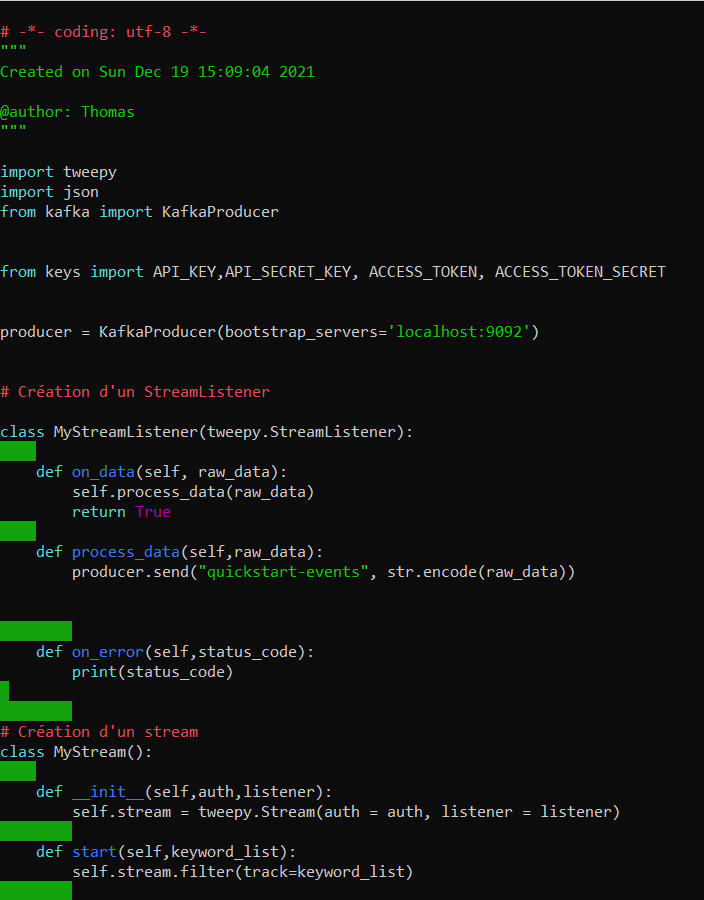 # -*- coding: utf-8 -*-
"""
Created on Sun Dec 19 15:09:04 2021

@author: Thomas
"""

import tweepy
import json
from kafka import KafkaProducer


from keys import API_KEY,API_SECRET_KEY, ACCESS_TOKEN, ACCESS_TOKEN_SECRET


producer = KafkaProducer(bootstrap_servers='localhost:9092')


# Création d'un StreamListener

class MyStreamListener(tweepy.StreamListener):

    def on_data(self, raw_data):
        self.process_data(raw_data)
        return True

    def process_data(self,raw_data):
        producer.send("quickstart-events", str.encode(raw_data))



    def on_error(self,status_code):
        print(status_code)


# Création d'un stream
class MyStream():

    def __init__(self,auth,listener):
        self.stream = tweepy.Stream(auth = auth, listener = listener)

    def start(self,keyword_list):
        self.stream.filter(track=keyword_list)